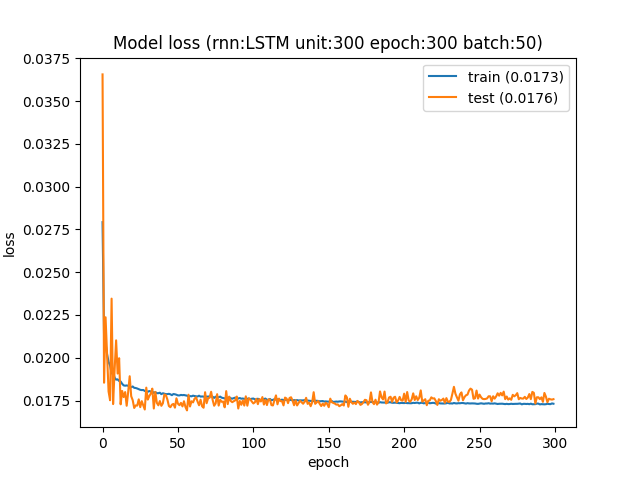 Model loss (rnn:LSTM unit:300 epoch:300 batch:50)
train (0.0173)
test (0.0176)
loss
0.0375
0.0350
0.0325
0.0300
0.0275
0.0250
0.0225
0.0200
0.0175
0 50 100 150 200 250 300
epoch